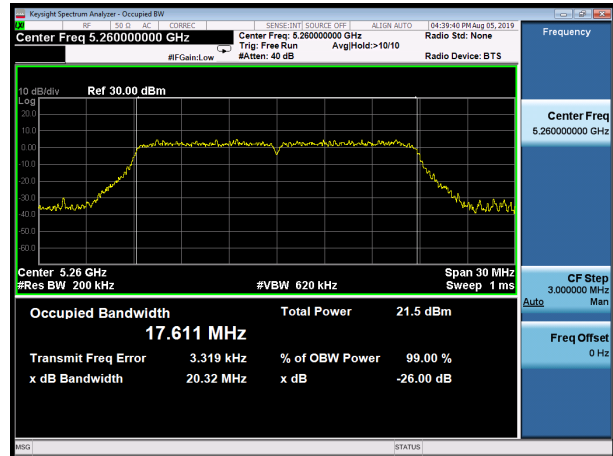 Keysight Spectrum Analyzer - Occupied BW
RF 50 Ω AC CORREC SENSE:INT SOURCE OFF ALIGN AUTO 04:39:40 PM Aug 05, 2019
Center Freq 5.260000000 GHz
Center Freq: 5.260000000 GHz
Radio Std: None
Trig: Free Run Avg|Hold:>10/10
#IFGain:Low
#Atten: 40 dB
Radio Device: BTS
Frequency
10 dB/div Ref 30.00 dBm
Log
20.0
10.0
0.00
-10.0
-20.0
-30.0
-40.0
-50.0
-60.0
Center 5.26 GHz Span 30 MHz
#Res BW 200 kHz #VBW 620 kHz Sweep 1 ms
Occupied Bandwidth
17.611 MHz
Total Power 21.5 dBm
Transmit Freq Error 3.319 kHz % of OBW Power 99.00 %
x dB Bandwidth 20.32 MHz x dB -26.00 dB
Center Freq
5.260000000 GHz
CF Step
3.000000 MHz
Auto Man
Freq Offset
0 Hz
MSG STATUS